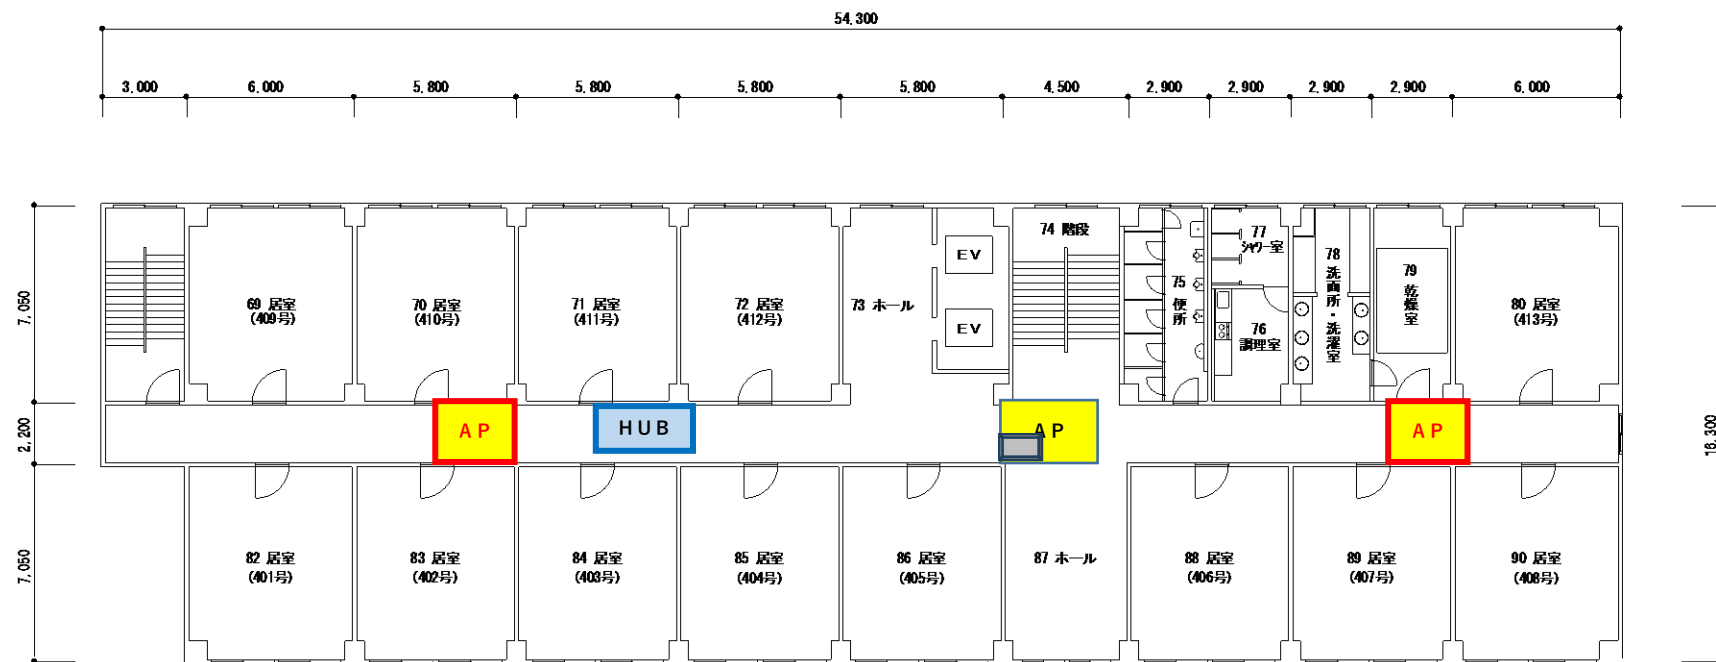 54,300
3,000
6,000
5,800
5,800
5,800
5,800
4,500
2,900
2,900
2,900
2,900
6,000
7,050
2,200
7,050
18,300
69 居室
(409号)
70 居室
(410号)
71 居室
(411号)
72 居室
(412号)
73 ホール
EV
EV
74 階段
75 便所
77
シャワー室
76
調理室
78 洗面所・洗濯室
79 乾燥室
80 居室
(413号)
AP
HUB
AP
AP
82 居室
(401号)
83 居室
(402号)
84 居室
(403号)
85 居室
(404号)
86 居室
(405号)
87 ホール
88 居室
(406号)
89 居室
(407号)
90 居室
(408号)